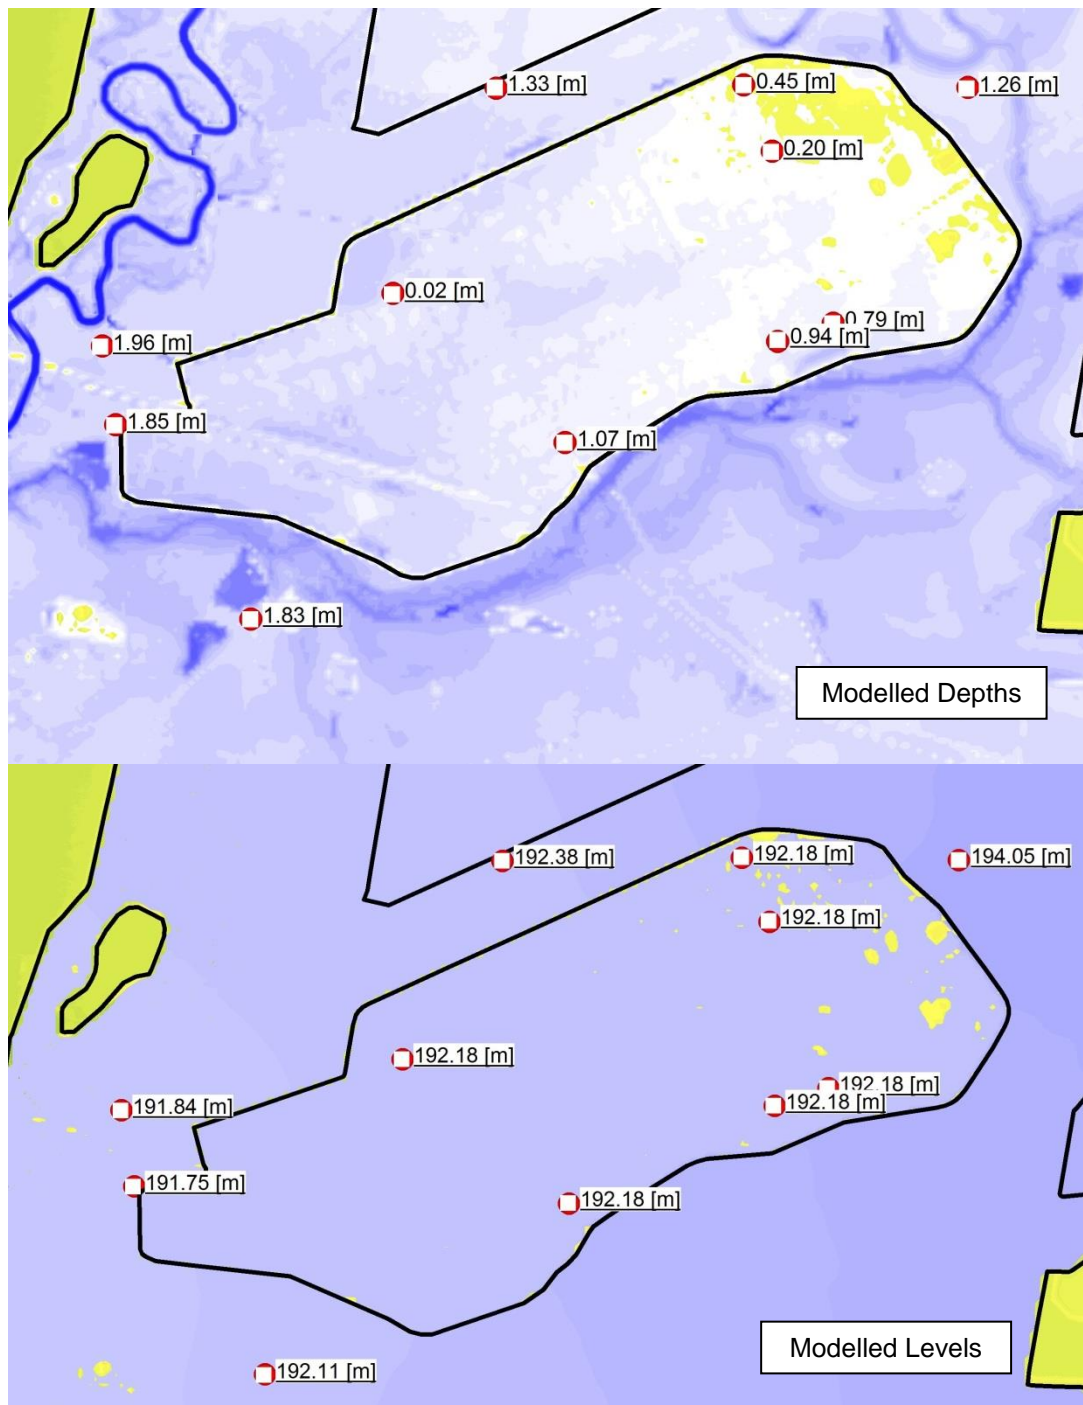 1.33 [m]
0.45 [m]
1.26 [m]
0.20 [m]
0.02 [m]
0.79 [m]
1.96 [m]
0.94 [m]
1.85 [m]
1.07 [m]
1.83 [m]
Modelled Depths
192.38 [m]
192.18 [m]
194.05 [m]
192.18 [m]
192.18 [m]
192.18 [m]
191.84 [m]
192.18 [m]
191.75 [m]
192.18 [m]
Modelled Levels
192.11 [m]